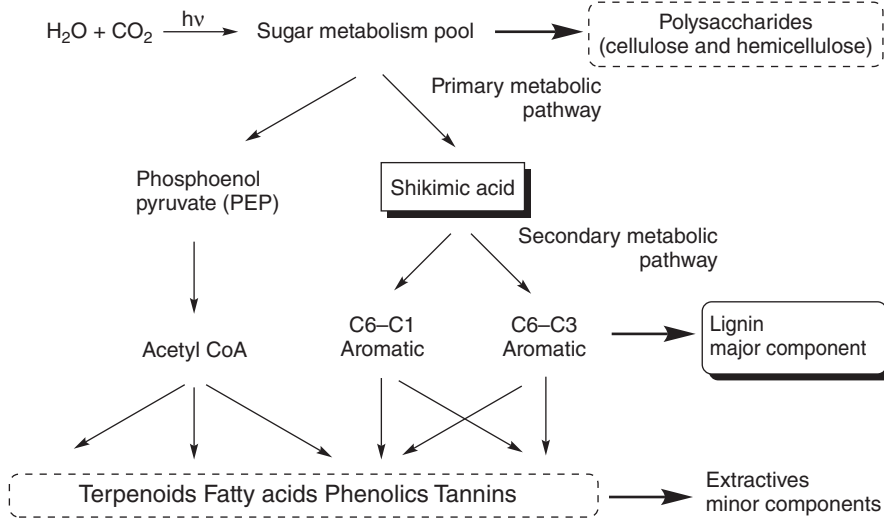 H₂O + CO₂
hν
Sugar metabolism pool
Polysaccharides
(cellulose and hemicellulose)
Primary metabolic
pathway
Phosphoenol
pyruvate (PEP)
Shikimic acid
Secondary metabolic
pathway
Acetyl CoA
C6–C1
Aromatic
C6–C3
Aromatic
Lignin
major component
Terpenoids Fatty acids Phenolics Tannins
Extractives
minor components